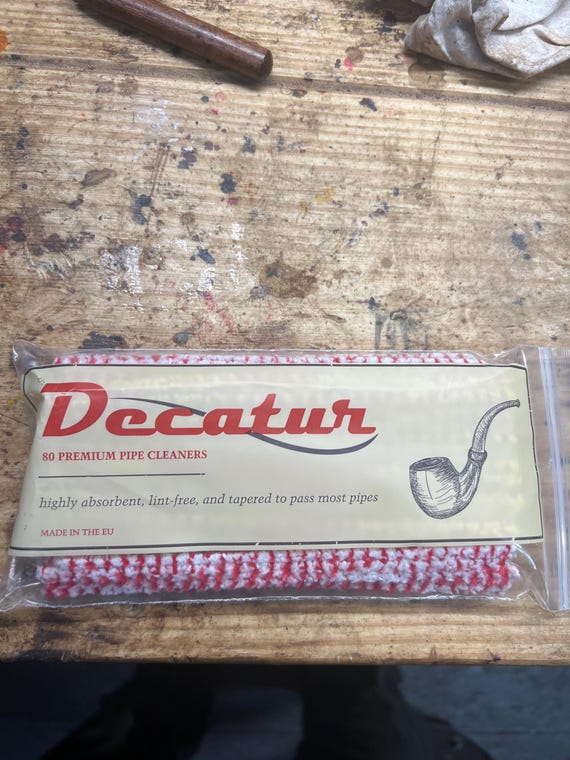 Decatur
80 PREMIUM PIPE CLEANERS
highly absorbent, lint-free, and tapered to pass most pipes
MADE IN THE EU